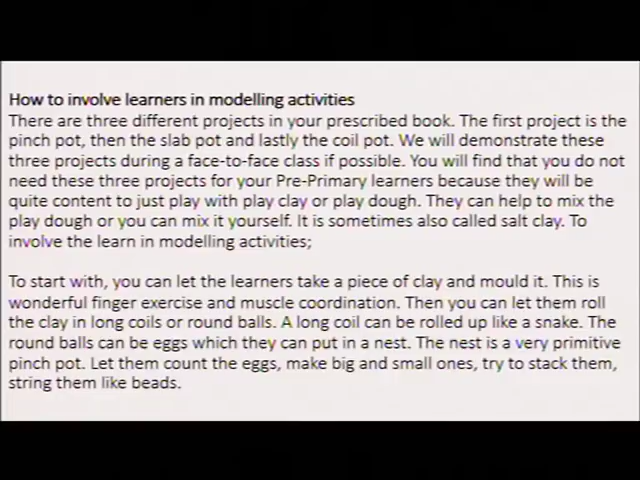 How to involve learners in modelling activities
There are three different projects in your prescribed book. The first project is the
pinch pot, then the slab pot and lastly the coil pot. We will demonstrate these
three projects during a face-to-face class if possible. You will find that you do not
need these three projects for your Pre-Primary learners because they will be
quite content to just play with play clay or play dough. They can help to mix the
play dough or you can mix it yourself. It is sometimes also called salt clay. To
involve the learn in modelling activities;
To start with, you can let the learners take a piece of clay and mould it. This is
wonderful finger exercise and muscle coordination. Then you can let them roll
the clay in long coils or round balls. A long coil can be rolled up like a snake. The
round balls can be eggs which they can put in a nest. The nest is a very primitive
pinch pot. Let them count the eggs, make big and small ones, try to stack them,
string them like beads.